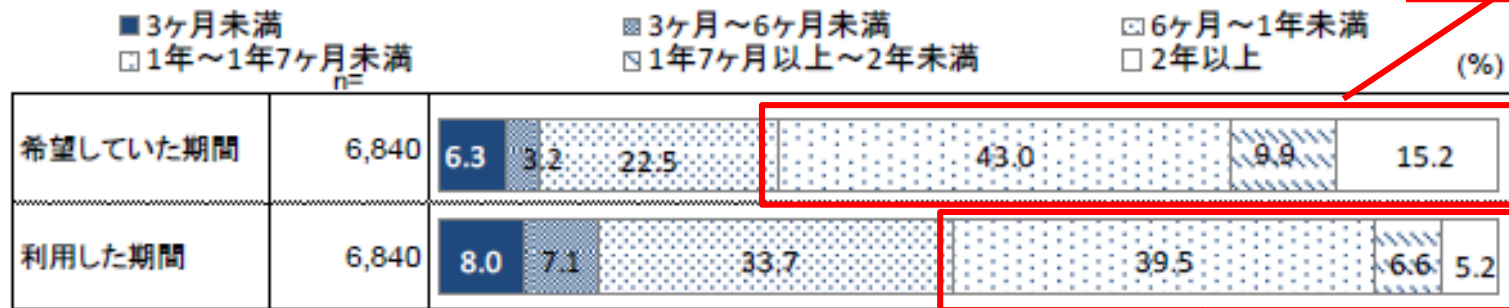 3ヶ月未満 3ヶ月～6ヶ月未満 6ヶ月～1年未満
1年～1年7ヶ月未満 1年7ヶ月以上～2年未満 2年以上 (%)
n=
希望していた期間 6,840 6.3 3.2 22.5 43.0 9.9 15.2
利用した期間 6,840 8.0 7.1 33.7 39.5 6.6 5.2